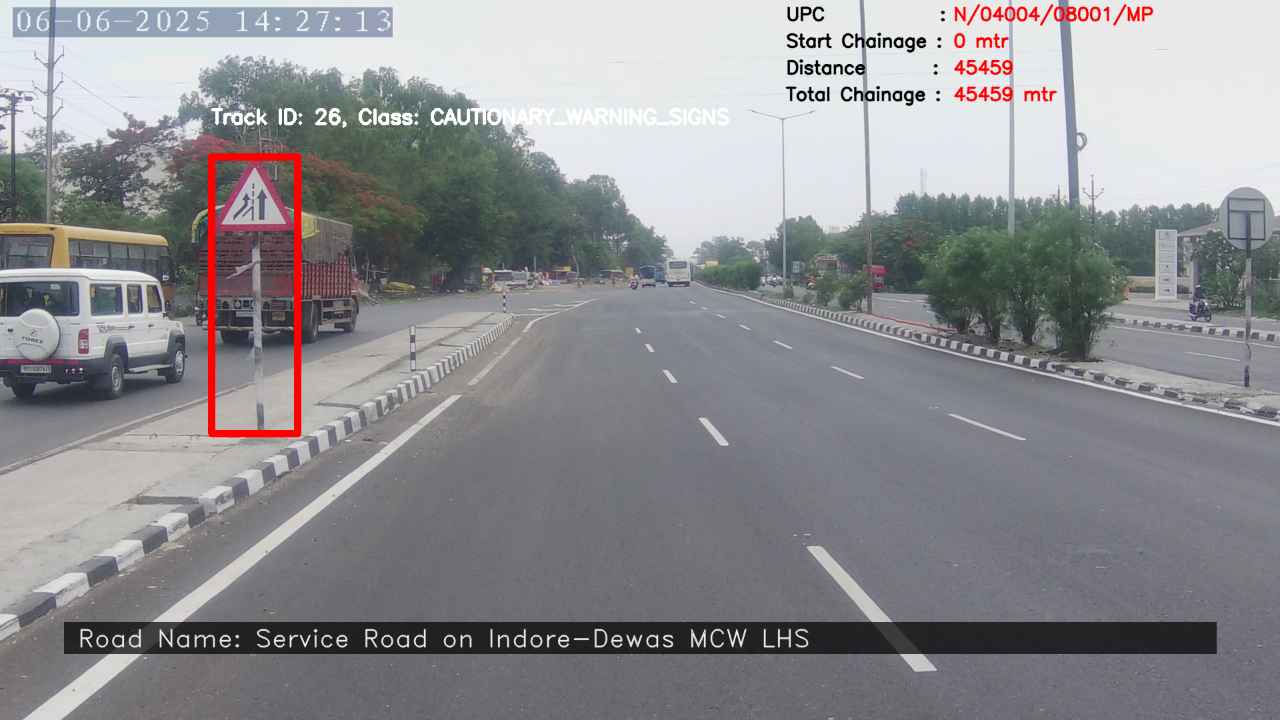 06-06-2025 14:27:13
UPC : N/04004/08001/MP
Start Chainage : 0 mtr
Distance : 45459
Total Chainage : 45459 mtr
Track ID: 26, Class: CAUTIONARY_WARNING_SIGNS
Road Name: Service Road on Indore-Dewas MCW LHS